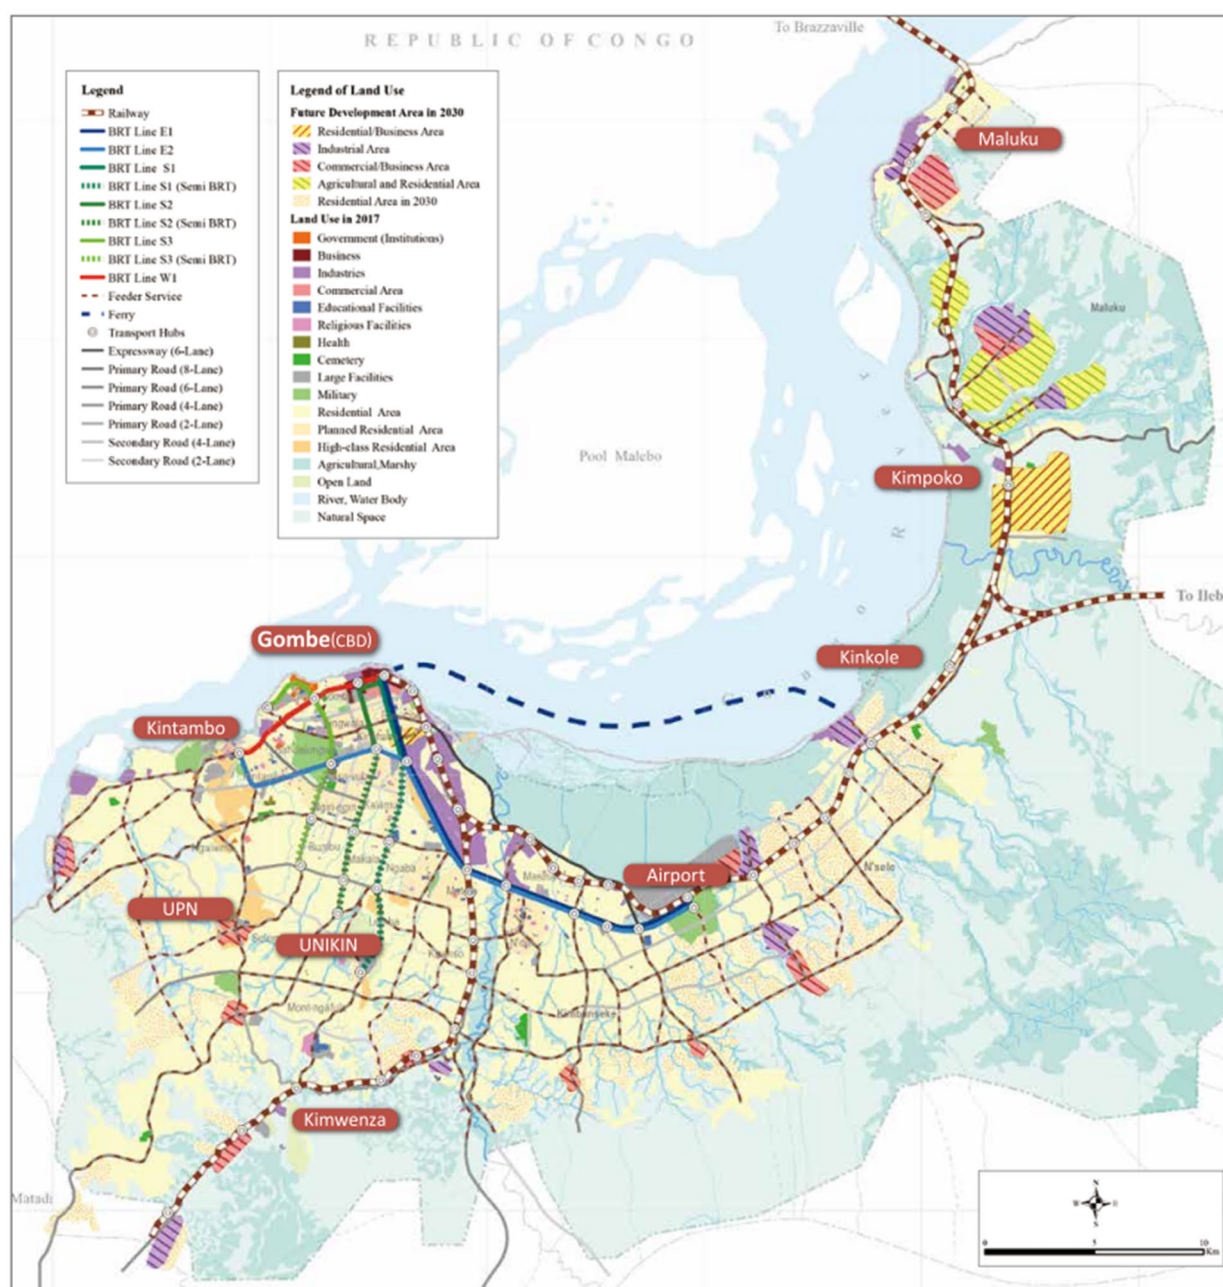 To Brazzaville
REPUBLIC OF CONGO
Legend
Railway
BRT Line E1
BRT Line E2
BRT Line S1
BRT Line S1 (Semi BRT)
BRT Line S2
BRT Line S2 (Semi BRT)
BRT Line S3
BRT Line S3 (Semi BRT)
BRT Line W1
Feeder Service
Ferry
Transport Hubs
Expressway (6-Lane)
Primary Road (8-Lane)
Primary Road (6-Lane)
Primary Road (4-Lane)
Primary Road (2-Lane)
Secondary Road (4-Lane)
Secondary Road (2-Lane)
Legend of Land Use
Future Development Area in 2030
Residential/Business Area
Industrial Area
Commercial/Business Area
Agricultural and Residential Area
Residential Area in 2030
Land Use in 2017
Government (Institutions)
Business
Industries
Commercial Area
Educational Facilities
Religious Facilities
Health
Cemetery
Large Facilities
Military
Residential Area
Planned Residential Area
High-class Residential Area
Agricultural,Marshy
Open Land
River, Water Body
Natural Space
Maluku
Maluku
Pool Malebo
Kimpoko
To Ileb
Gombe(CBD)
Kinkole
Kintambo
Bumbu
Makala
Ngaba
Airport
N'sele
UPN
UNIKIN
Mont-ngafula
Kimbanseke
Kimwenza
Matadi
N
W
E
S
0
5
10
Km